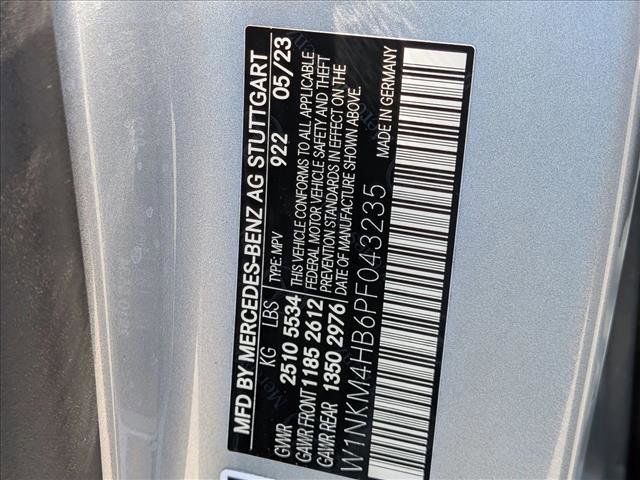 MFD BY MERCEDES-BENZ AG STUTTGART
922 05/23
KG LBS TYPE: MPV
GVWR 2510 5534
GAWR FRONT 1185 2612
GAWR REAR 1350 2976
THIS VEHICLE CONFORMS TO ALL APPLICABLE
FEDERAL MOTOR VEHICLE SAFETY AND THEFT
PREVENTION STANDARDS IN EFFECT ON THE
DATE OF MANUFACTURE SHOWN ABOVE.
W1NKM4HB6PF043235
MADE IN GERMANY